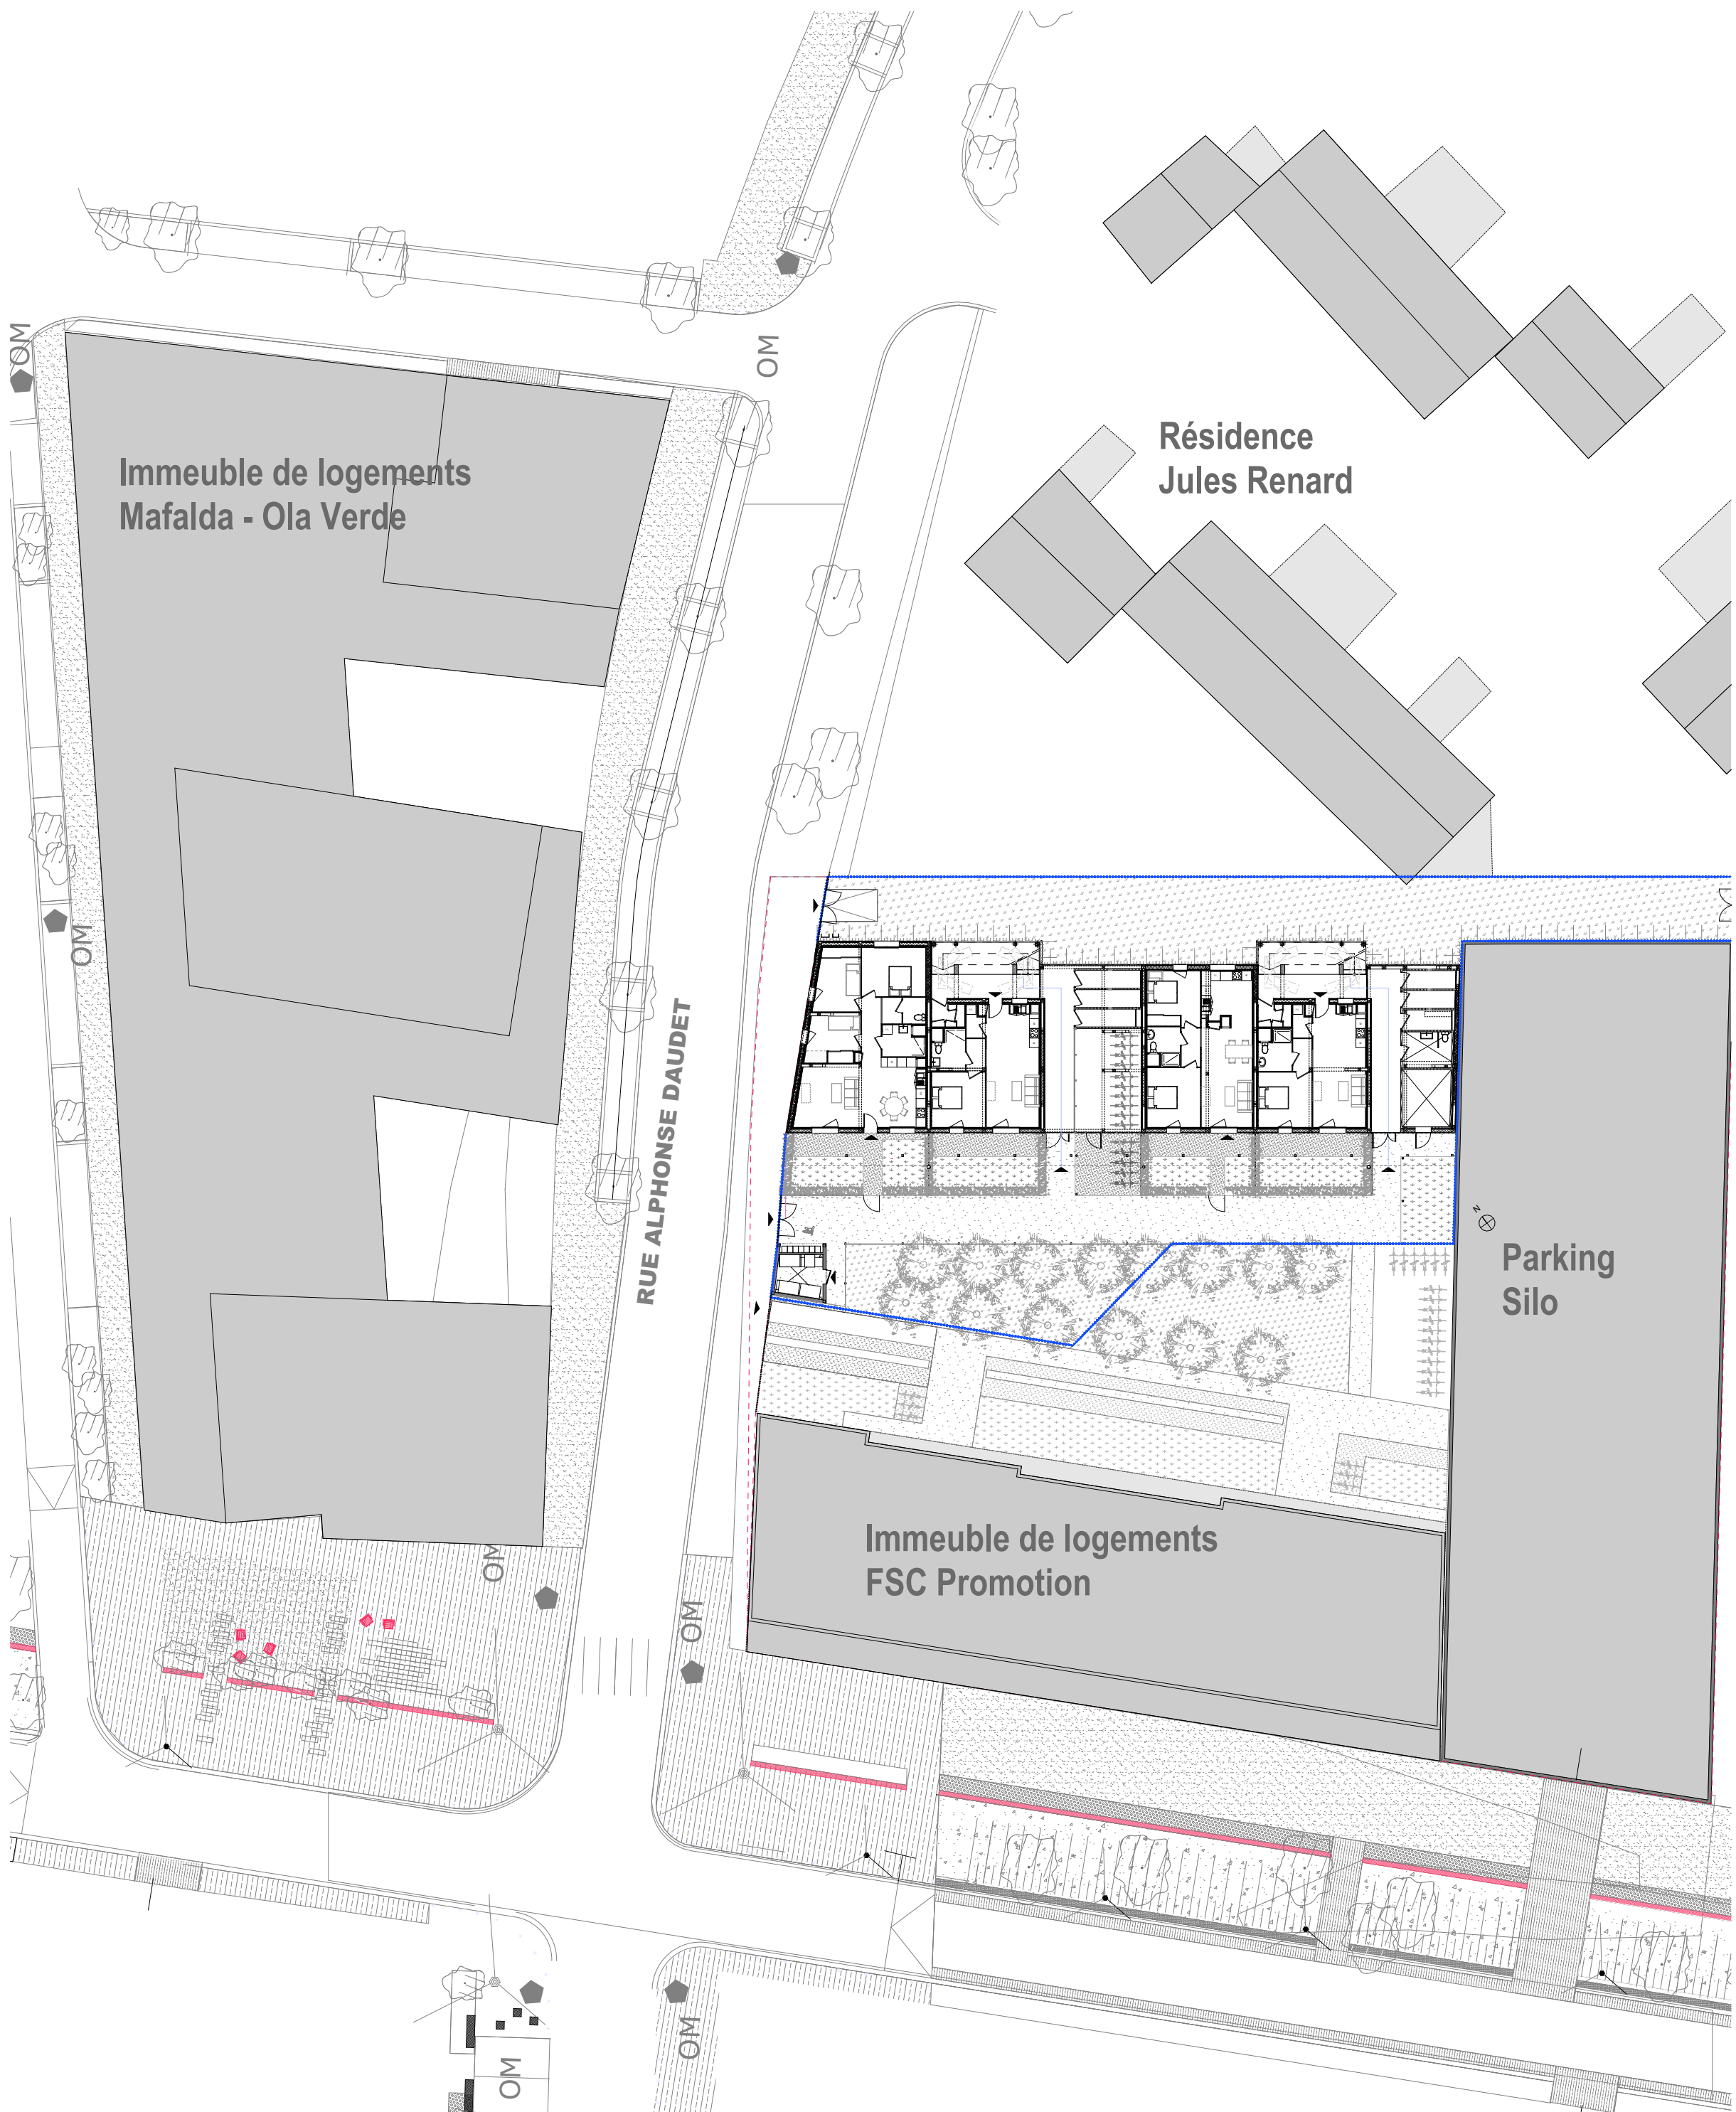 OM
OM
Résidence
Jules Renard
Immeuble de logements
Mafalda - Ola Verde
OM
RUE ALPHONSE DAUDET
N
Parking
Silo
Immeuble de logements
FSC Promotion
OM
OM
OM
OM